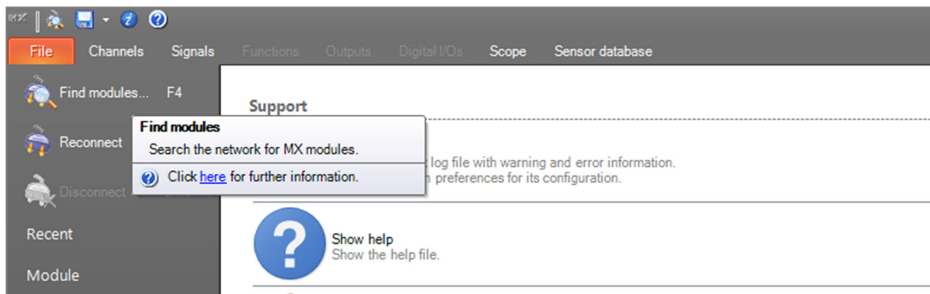 File Channels Signals Functions Outputs Digital I/Os Scope Sensor database
Find modules... F4
Support
Find modules
Search the network for MX modules.
Reconnect
log file with warning and error information.
Click here for further information.
preferences for its configuration.
Disconnect
Recent
Show help
Show the help file.
Module